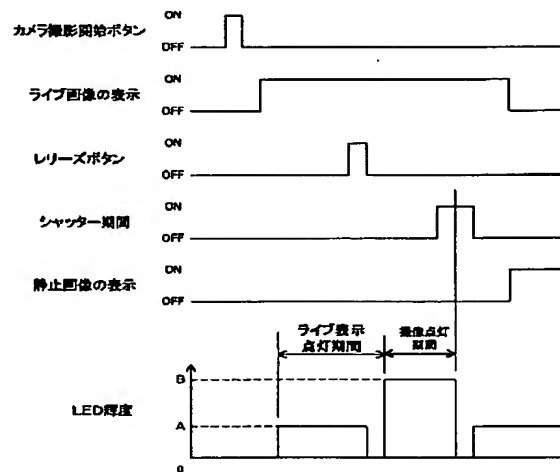 カメラ撮影開始ボタン
ON
OFF
ライブ画像の表示
ON
OFF
レリーズボタン
ON
OFF
シャッター期間
ON
OFF
静止画像の表示
ON
OFF
ライブ表示
点灯期間
撮像点灯
期間
LED輝度
B
A
0